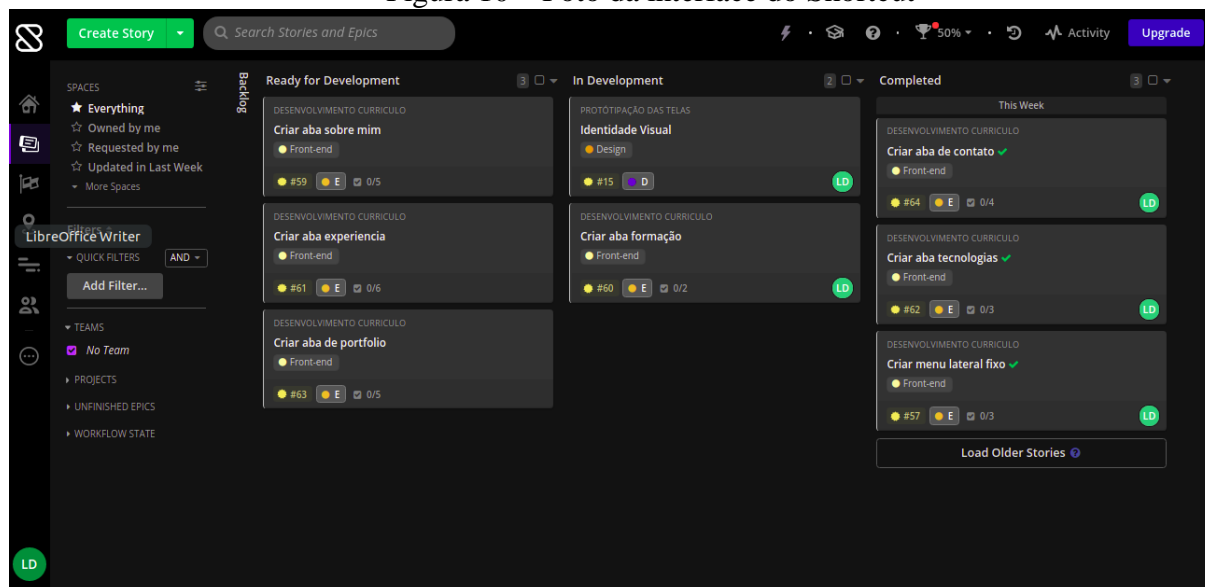 Figura 10 – Foto da interface do Shortcut
Create Story
Search Stories and Epics
50%
Activity
Upgrade
SPACES
Everything
Owned by me
Requested by me
Updated in Last Week
More Spaces
LibreOffice Writer
QUICK FILTERS
AND
Add Filter...
TEAMS
No Team
PROJECTS
UNFINISHED EPICS
WORKFLOW STATE
LD
Backlog
Ready for Development
3
DESENVOLVIMENTO CURRICULO
Criar aba sobre mim
Front-end
#59 E 0/5
DESENVOLVIMENTO CURRICULO
Criar aba experiencia
Front-end
#61 E 0/6
DESENVOLVIMENTO CURRICULO
Criar aba de portfolio
Front-end
#63 E 0/5
In Development
2
PROTÓTIPAÇÃO DAS TELAS
Identidade Visual
Design
#15 D LD
DESENVOLVIMENTO CURRICULO
Criar aba formação
Front-end
#60 E 0/2 LD
Completed
3
This Week
DESENVOLVIMENTO CURRICULO
Criar aba de contato
Front-end
#64 E 0/4 LD
DESENVOLVIMENTO CURRICULO
Criar aba tecnologias
Front-end
#62 E 0/3 LD
DESENVOLVIMENTO CURRICULO
Criar menu lateral fixo
Front-end
#57 E 0/3 LD
Load Older Stories